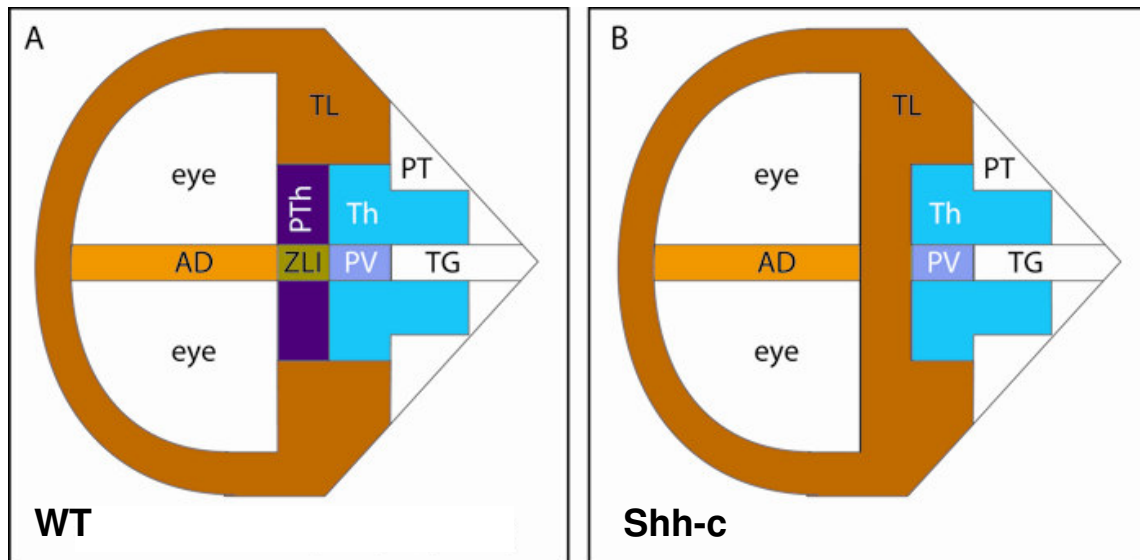 A
TL
eye
PT
PTh
Th
AD
ZLI
PV
TG
eye
WT
B
TL
eye
PT
Th
AD
PV
TG
eye
Shh-c